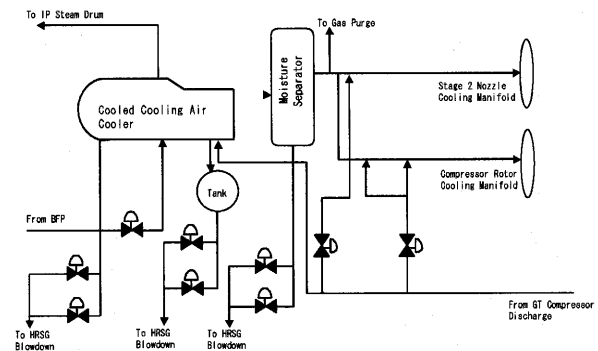 To IP Steam Drum
To Gas Purge
Moisture
Separator
Cooled Cooling Air
Cooler
Stage 2 Nozzle
Cooling Manifold
Tank
Compressor Rotor
Cooling Manifold
From BFP
From GT Compressor
Discharge
To HRSG
Blowdown
To HRSG
Blowdown
To HRSG
Blowdown